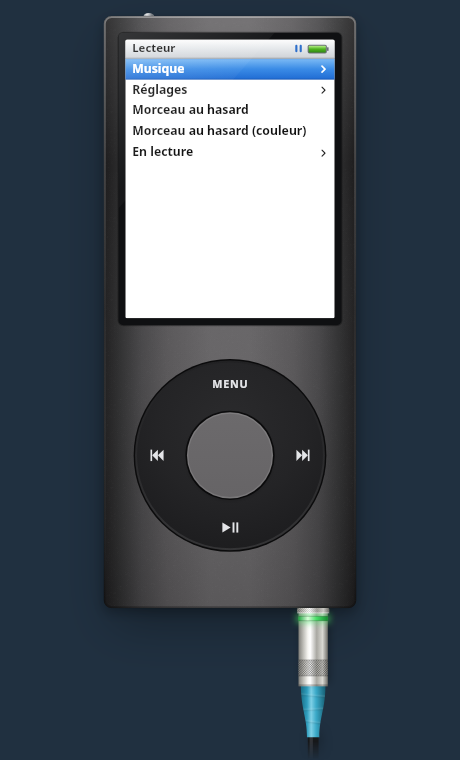 Lecteur
Musique
Réglages
Morceau au hasard
Morceau au hasard (couleur)
En lecture
MENU